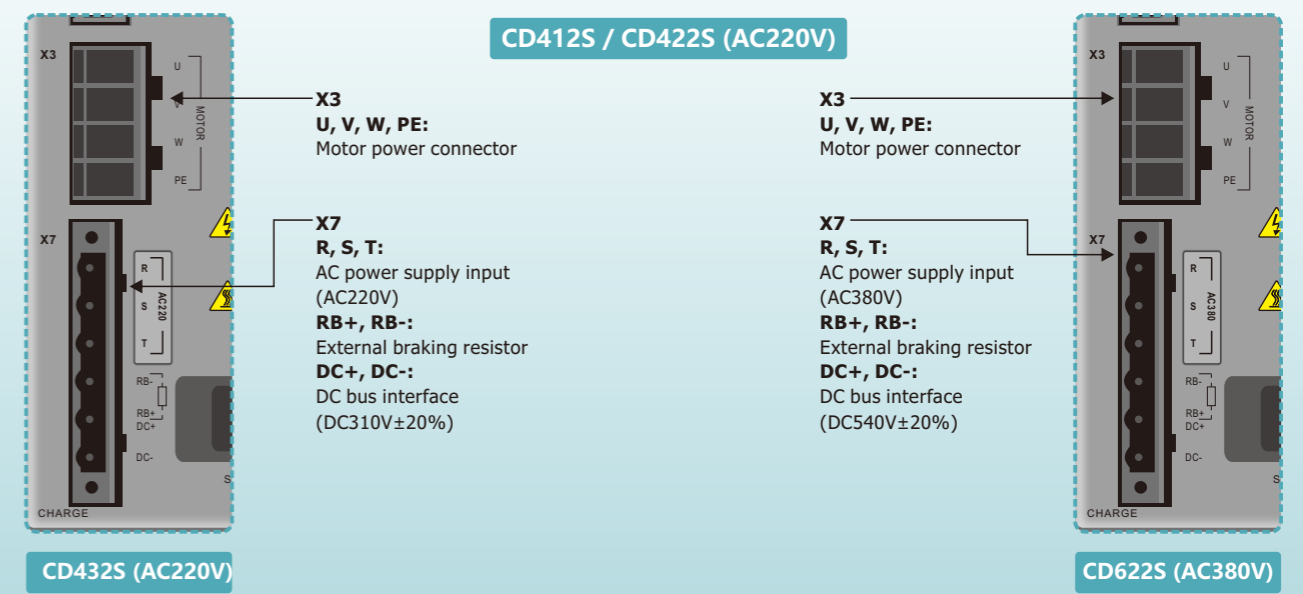 CD412S / CD422S (AC220V)
X3
U
V
W
PE
MOTOR
X7
R
S
T
AC220
RB-
RB+
DC+
DC-
S
CHARGE
CD432S (AC220V)
X3
U, V, W, PE:
Motor power connector
X7
R, S, T:
AC power supply input
(AC220V)
RB+, RB-:
External braking resistor
DC+, DC-:
DC bus interface
(DC310V±20%)
X3
U, V, W, PE:
Motor power connector
X7
R, S, T:
AC power supply input
(AC380V)
RB+, RB-:
External braking resistor
DC+, DC-:
DC bus interface
(DC540V±20%)
X3
U
V
W
PE
MOTOR
X7
R
S
T
AC380
RB-
RB+
DC+
DC-
S
CHARGE
CD622S (AC380V)